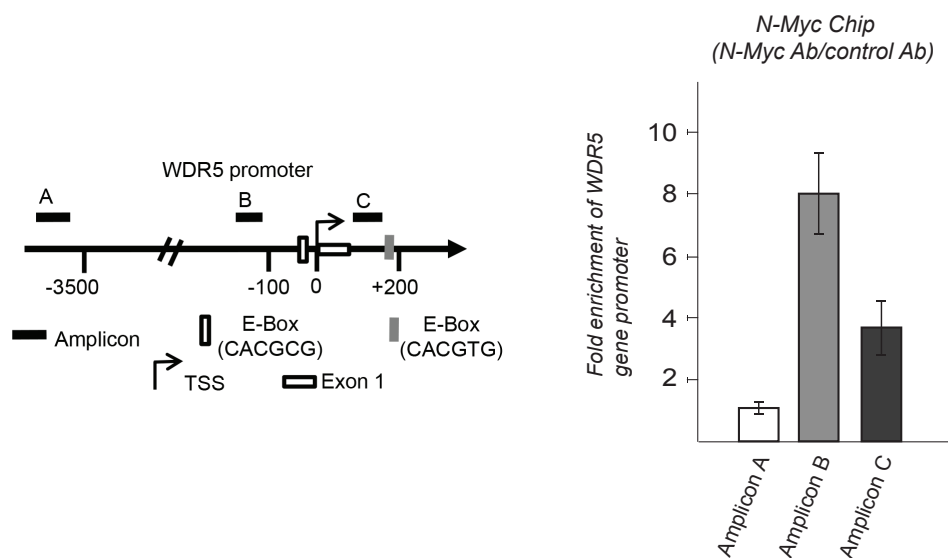 WDR5 promoter
A
B
C
-3500
-100
0
+200
Amplicon
E-Box
(CACGCG)
E-Box
(CACGTG)
TSS
Exon 1
N-Myc Chip
(N-Myc Ab/control Ab)
Fold enrichment of WDR5
gene promoter
10
8
6
4
2
Amplicon A
Amplicon B
Amplicon C